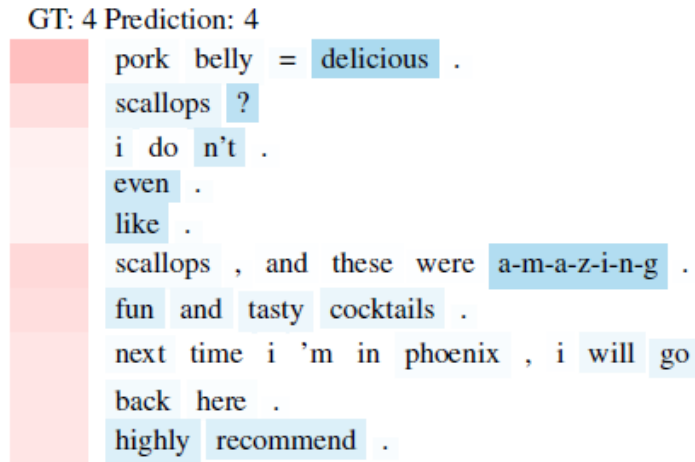 GT: 4 Prediction: 4
pork belly = delicious .
scallops ?
i do n't .
even .
like .
scallops , and these were a-m-a-z-i-n-g .
fun and tasty cocktails .
next time i 'm in phoenix , i will go
back here .
highly recommend .